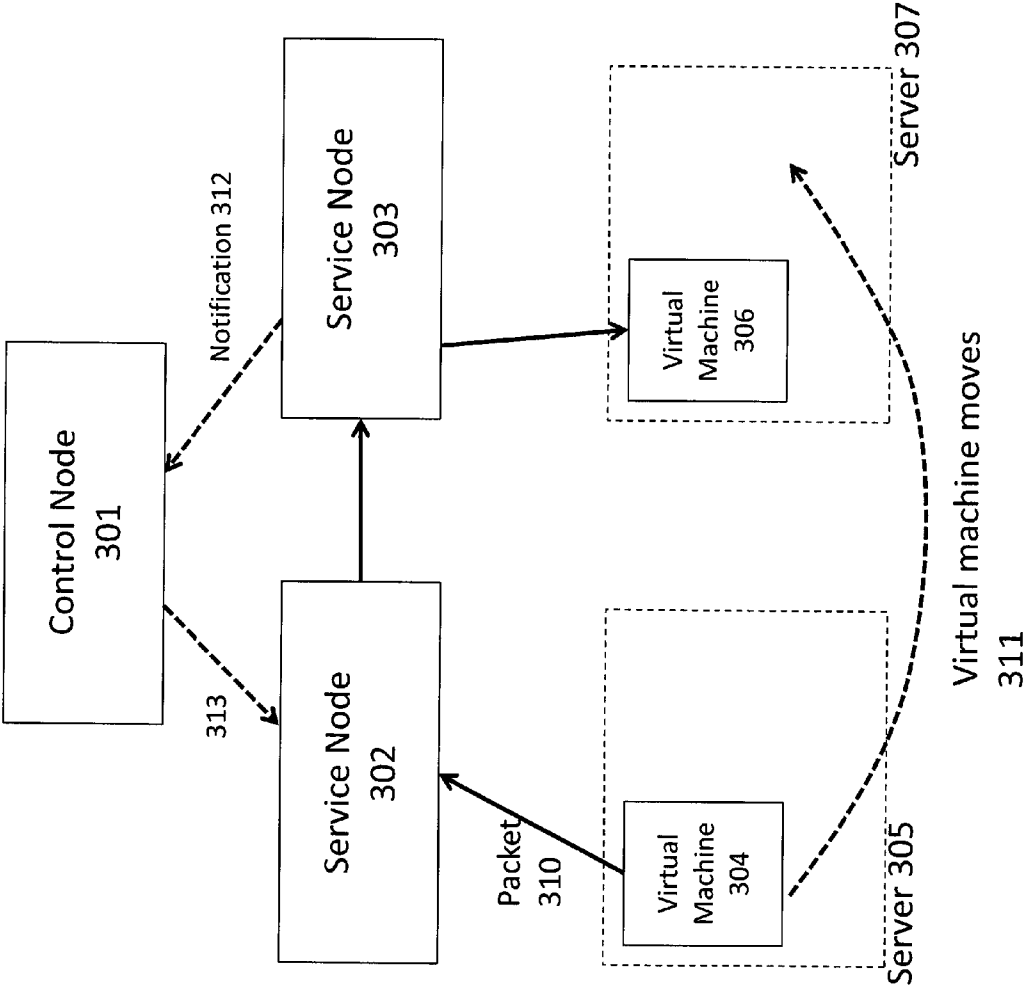 Control Node
301
313
Notification 312
Service Node
302
Service Node
303
Packet
310
Virtual
Machine
304
Virtual
Machine
306
Server 305
Server 307
Virtual machine moves
311